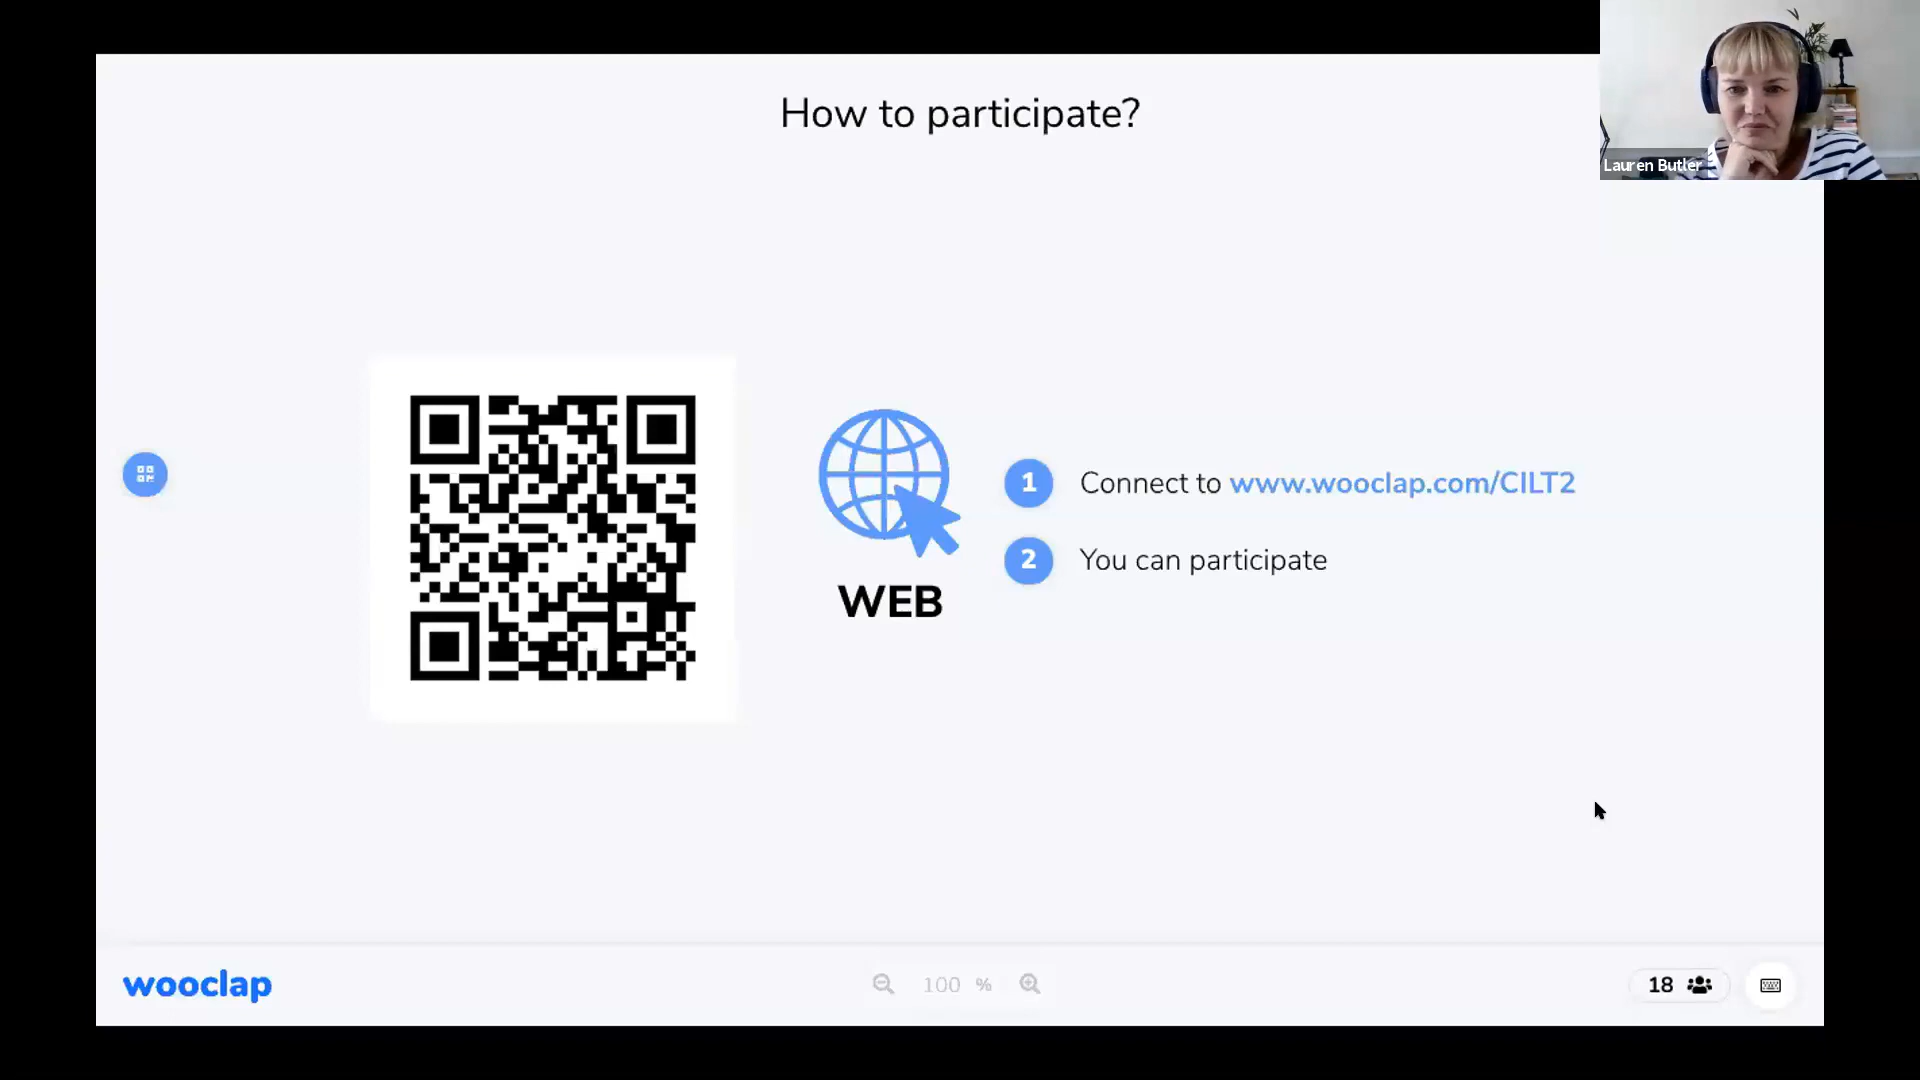 How to participate?
Lauren Butler
1 Connect to www.wooclap.com/CILT2
2 You can participate
WEB
wooclap
100 %
18